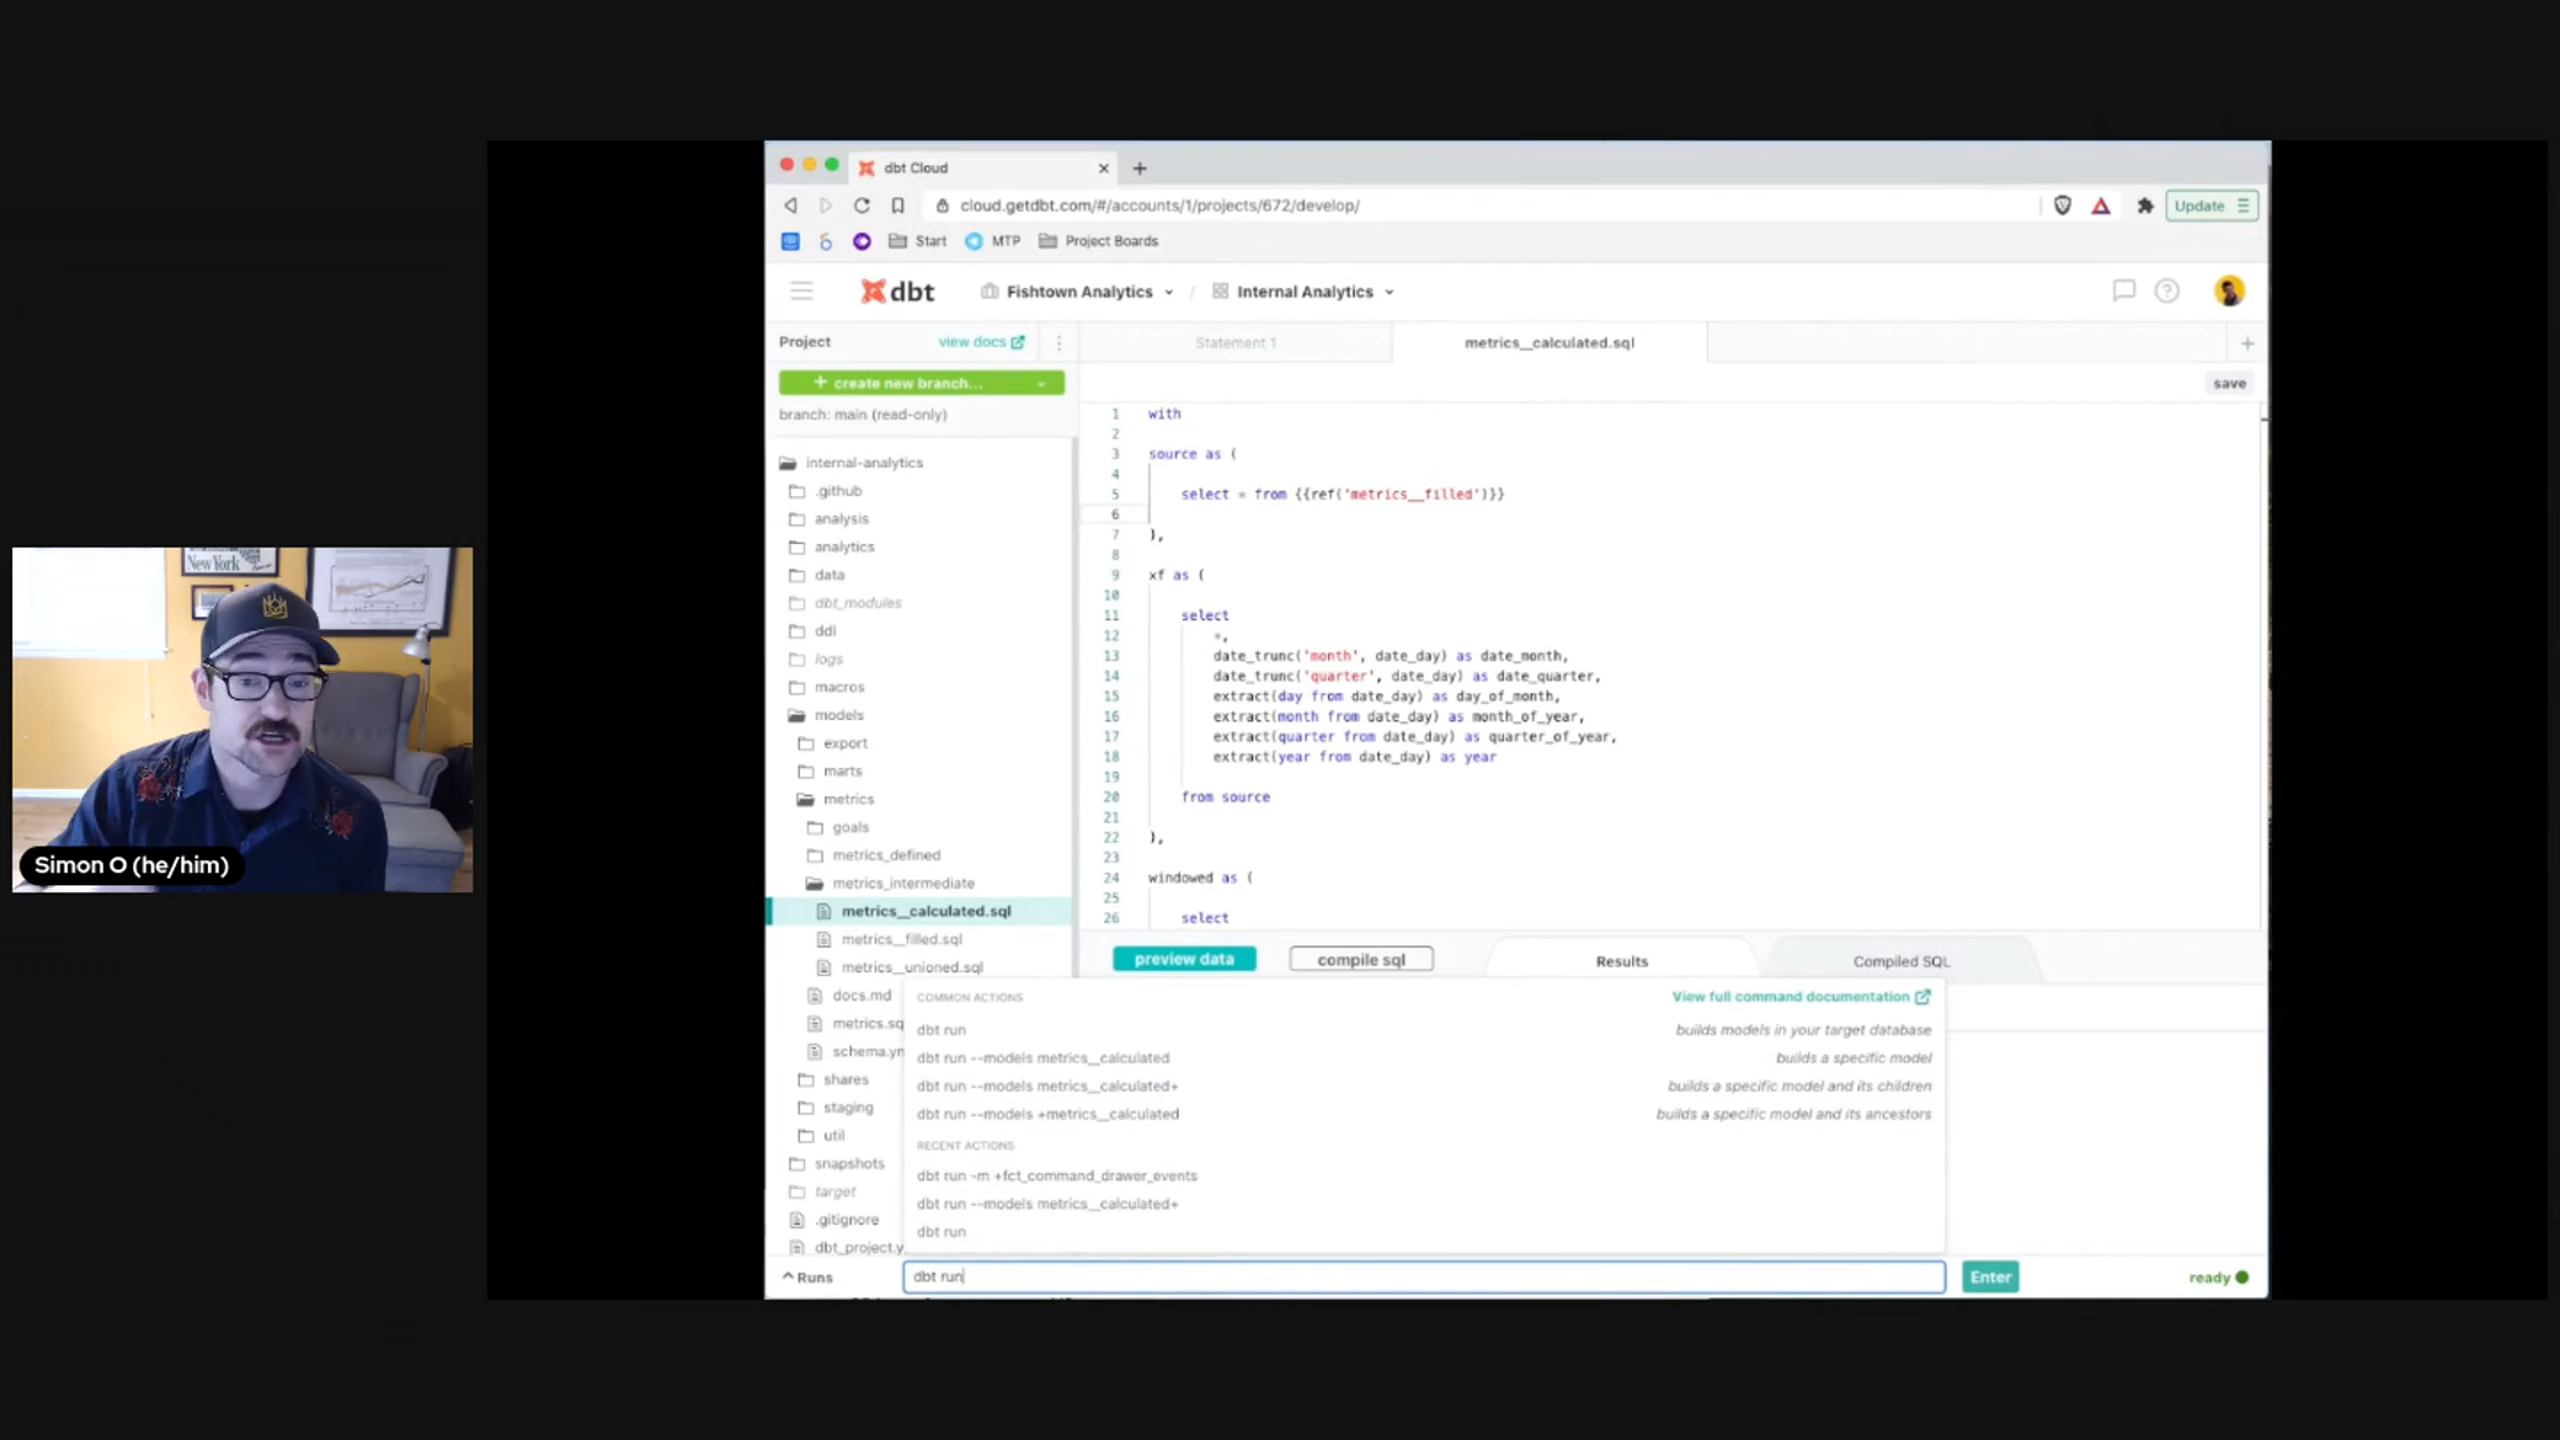 dbt Cloud
cloud.getdbt.com/#/accounts/1/projects/672/develop/
Update
Start
MTP
Project Boards
dbt
Fishtown Analytics
/
Internal Analytics
Project
view docs
Statement 1
metrics__calculated.sql
+ create new branch...
save
branch: main (read-only)
internal-analytics
.github
analysis
analytics
data
dbt_modules
ddl
logs
macros
models
export
marts
metrics
goals
metrics_defined
metrics_intermediate
metrics__calculated.sql
metrics__filled.sql
metrics__unioned.sql
docs.md
metrics.sq
schema.yn
shares
staging
util
snapshots
target
.gitignore
dbt_project.y
1 with
2
3 source as (
4
5 select * from {{ref('metrics__filled')}}
6
7 ),
8
9 xf as (
10
11 select
12 *,
13 date_trunc('month', date_day) as date_month,
14 date_trunc('quarter', date_day) as date_quarter,
15 extract(day from date_day) as day_of_month,
16 extract(month from date_day) as month_of_year,
17 extract(quarter from date_day) as quarter_of_year,
18 extract(year from date_day) as year
19
20 from source
21
22 ),
23
24 windowed as (
25
26 select
preview data
compile sql
Results
Compiled SQL
COMMON ACTIONS
View full command documentation
dbt run
builds models in your target database
dbt run --models metrics__calculated
builds a specific model
dbt run --models metrics__calculated+
builds a specific model and its children
dbt run --models +metrics__calculated
builds a specific model and its ancestors
RECENT ACTIONS
dbt run -m +fct_command_drawer_events
dbt run --models metrics__calculated+
dbt run
Runs
dbt run
Enter
ready
New York
Simon O (he/him)